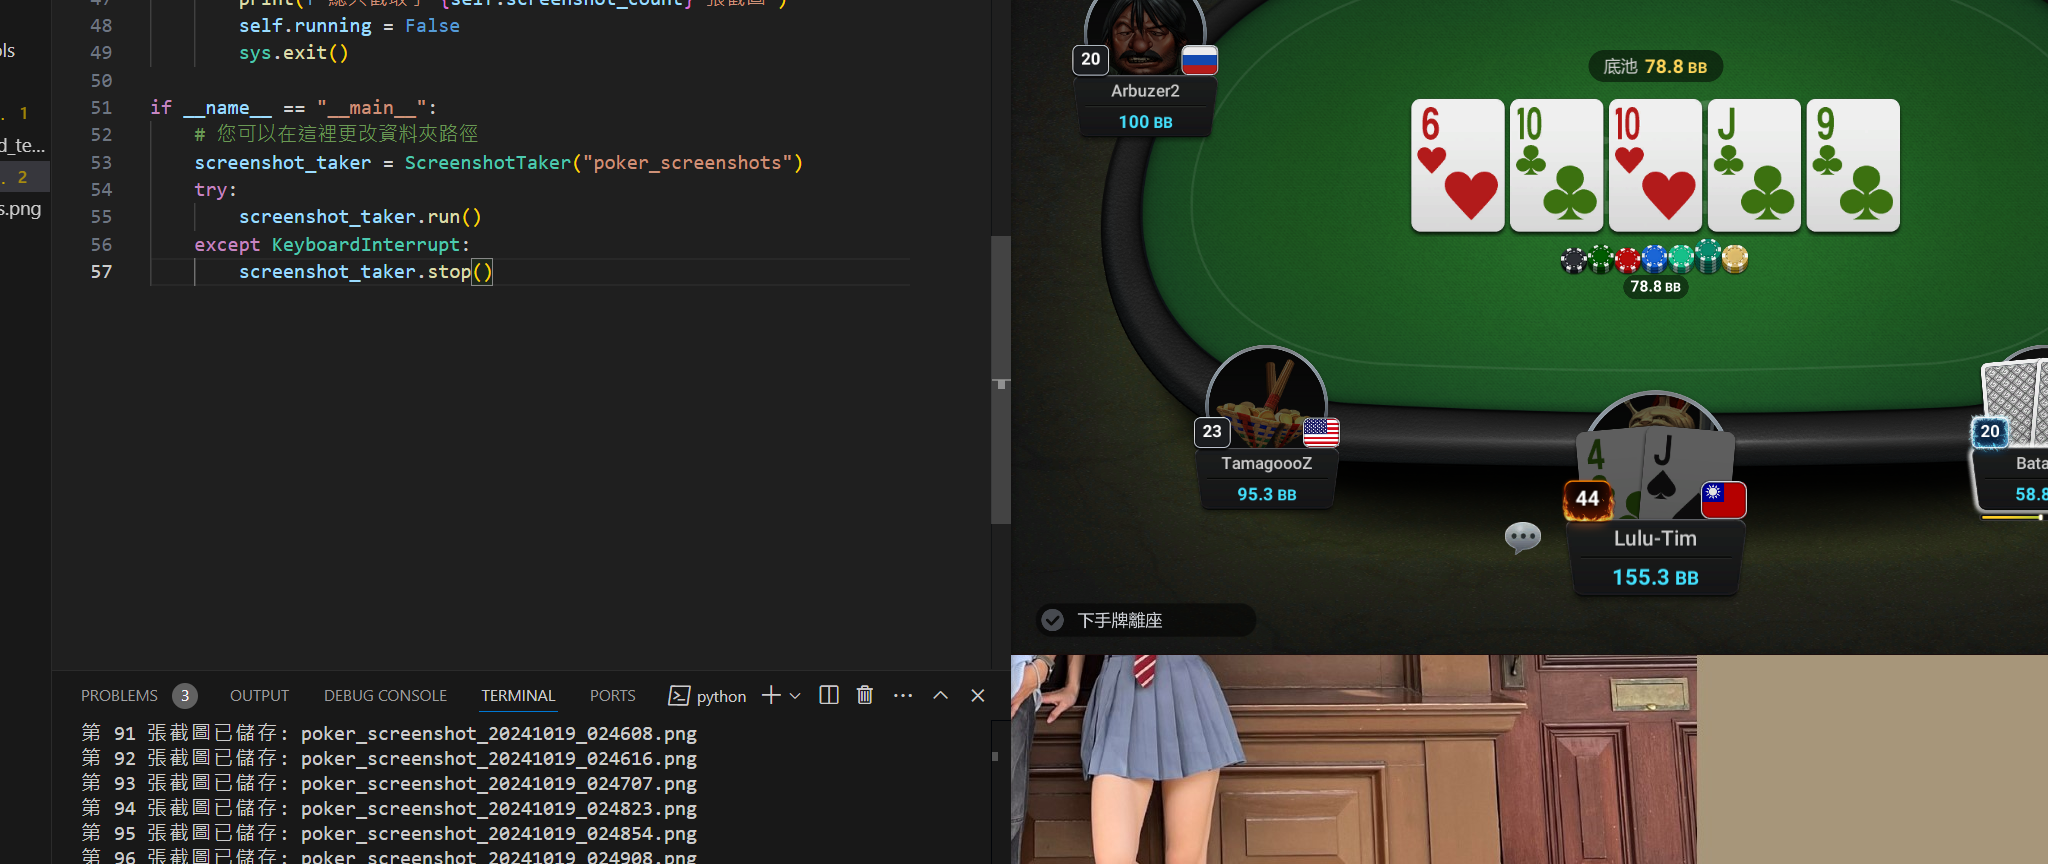 47
print(f"總共截取了 {self.screenshot_count} 張截圖")
48 self.running = False
49 sys.exit()
50
51 if __name__ == "__main__":
52 # 您可以在這裡更改資料夾路徑
53 screenshot_taker = ScreenshotTaker("poker_screenshots")
54 try:
55 screenshot_taker.run()
56 except KeyboardInterrupt:
57 screenshot_taker.stop()
ols
. 1
d_te...
. 2
s.png
PROBLEMS 3 OUTPUT DEBUG CONSOLE TERMINAL PORTS python
第 91 張截圖已儲存: poker_screenshot_20241019_024608.png
第 92 張截圖已儲存: poker_screenshot_20241019_024616.png
第 93 張截圖已儲存: poker_screenshot_20241019_024707.png
第 94 張截圖已儲存: poker_screenshot_20241019_024823.png
第 95 張截圖已儲存: poker_screenshot_20241019_024854.png
第 96 張截圖已儲存: poker_screenshot_20241019_024908.png
20
Arbuzer2
100 BB
底池 78.8 BB
6 10 10 J 9
78.8 BB
23
TamagoooZ
95.3 BB
4 J
44
Lulu-Tim
155.3 BB
20
Bata
58.8
下手牌離座